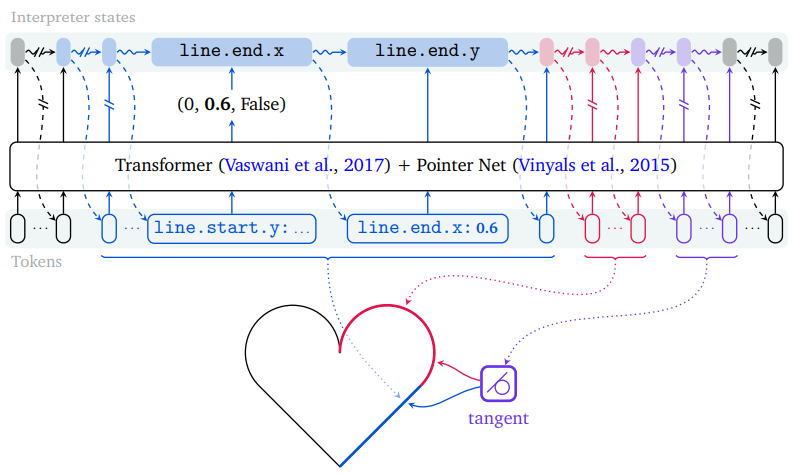 Interpreter states
line.end.x line.end.y
(0, 0.6, False)
Transformer (Vaswani et al., 2017) + Pointer Net (Vinyals et al., 2015)
... ... line.start.y: ... line.end.x: 0.6 ... ... ...
Tokens
tangent